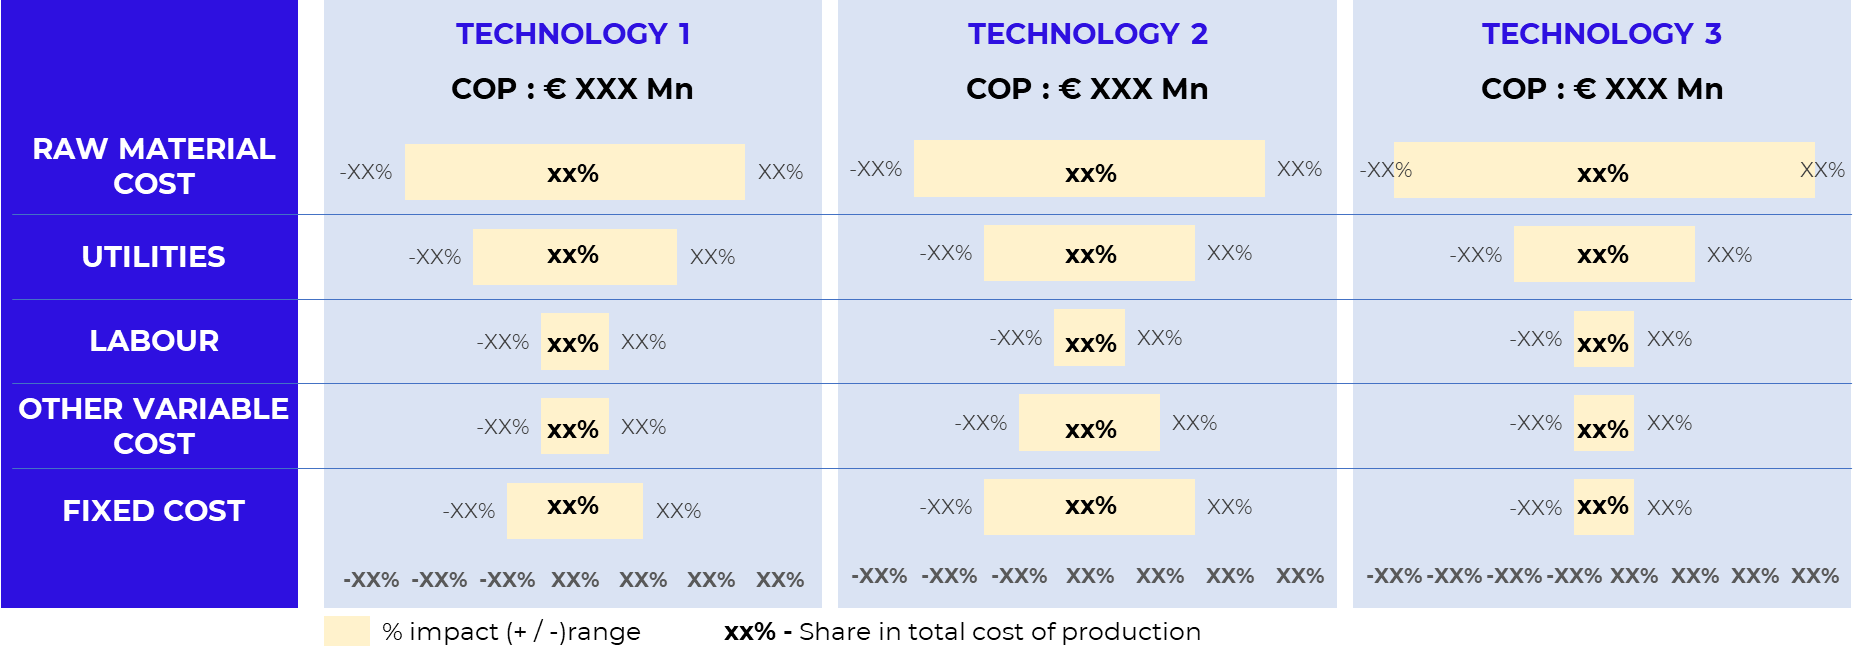 TECHNOLOGY 1 TECHNOLOGY 2 TECHNOLOGY 3
COP : € XXX Mn COP : € XXX Mn COP : € XXX Mn
RAW MATERIAL
COST
-XX% xx% XX% -XX% xx% XX% -XX% xx% XX%
UTILITIES -XX% xx% XX% -XX% xx% XX% -XX% xx% XX%
LABOUR -XX% xx% XX% -XX% xx% XX% -XX% xx% XX%
OTHER VARIABLE
COST
-XX% xx% XX% -XX% xx% XX% -XX% xx% XX%
FIXED COST -XX% xx% XX% -XX% xx% XX% -XX% xx% XX%
-XX% -XX% -XX% XX% XX% XX% XX% -XX% -XX% -XX% XX% XX% XX% XX% -XX% -XX% -XX% -XX% XX% XX% XX% XX%
% impact (+ / -)range xx% - Share in total cost of production